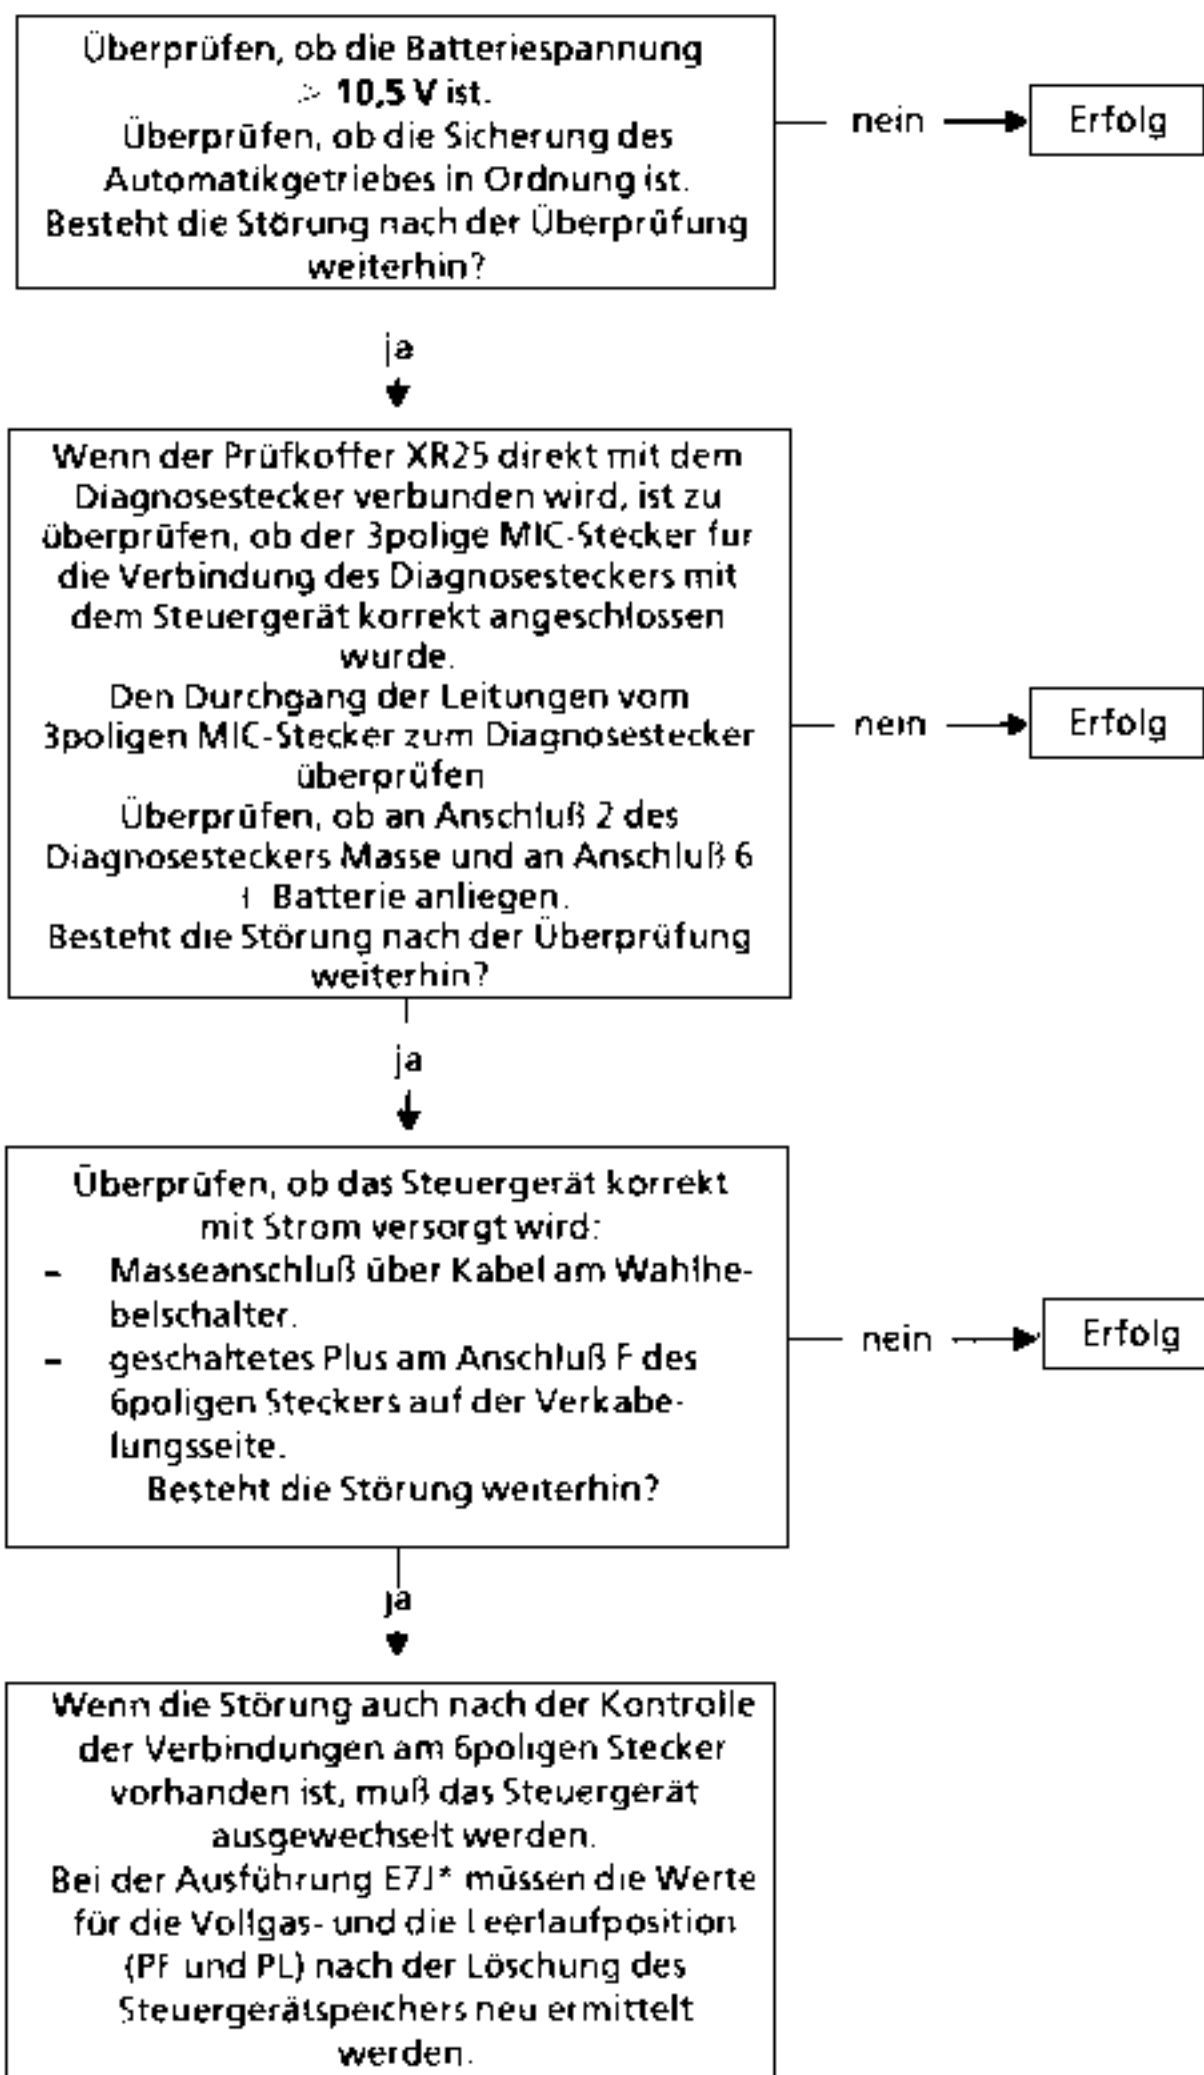 Überprüfen, ob die Batteriespannung
> 10,5 V ist.
Überprüfen, ob die Sicherung des
Automatikgetriebes in Ordnung ist.
Besteht die Störung nach der Überprüfung
weiterhin?
nein
Erfolg
ja
Wenn der Prüfkoffer XR25 direkt mit dem
Diagnosestecker verbunden wird, ist zu
überprüfen, ob der 3polige MIC-Stecker fur
die Verbindung des Diagnosesteckers mit
dem Steuergerät korrekt angeschlossen
wurde.
Den Durchgang der Leitungen vom
3poligen MIC-Stecker zum Diagnosestecker
überprüfen
Überprüfen, ob an Anschluß 2 des
Diagnosesteckers Masse und an Anschluß 6
+ Batterie anliegen.
Besteht die Störung nach der Überprüfung
weiterhin?
nein
Erfolg
ja
Überprüfen, ob das Steuergerät korrekt
mit Strom versorgt wird:
- Masseanschluß über Kabel am Wahlhe-
belschalter.
- geschaltetes Plus am Anschluß F des
6poligen Steckers auf der Verkabe-
lungsseite.
Besteht die Störung weiterhin?
nein
Erfolg
ja
Wenn die Störung auch nach der Kontrolle
der Verbindungen am 6poligen Stecker
vorhanden ist, muß das Steuergerät
ausgewechselt werden.
Bei der Ausführung E7J* müssen die Werte
für die Vollgas- und die Leerlaufposition
(PF und PL) nach der Löschung des
Steuergerätspeichers neu ermittelt
werden.